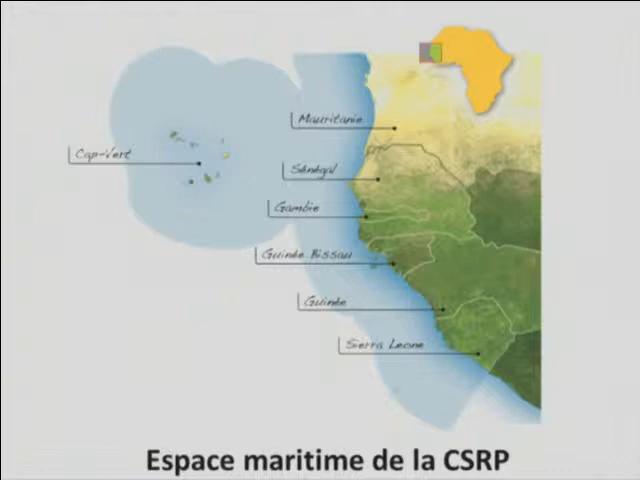 Mauritanie
Cap-Vert
Sénégal
Gambie
Guinée Bissau
Guinée
Sierra Leone
Espace maritime de la CSRP